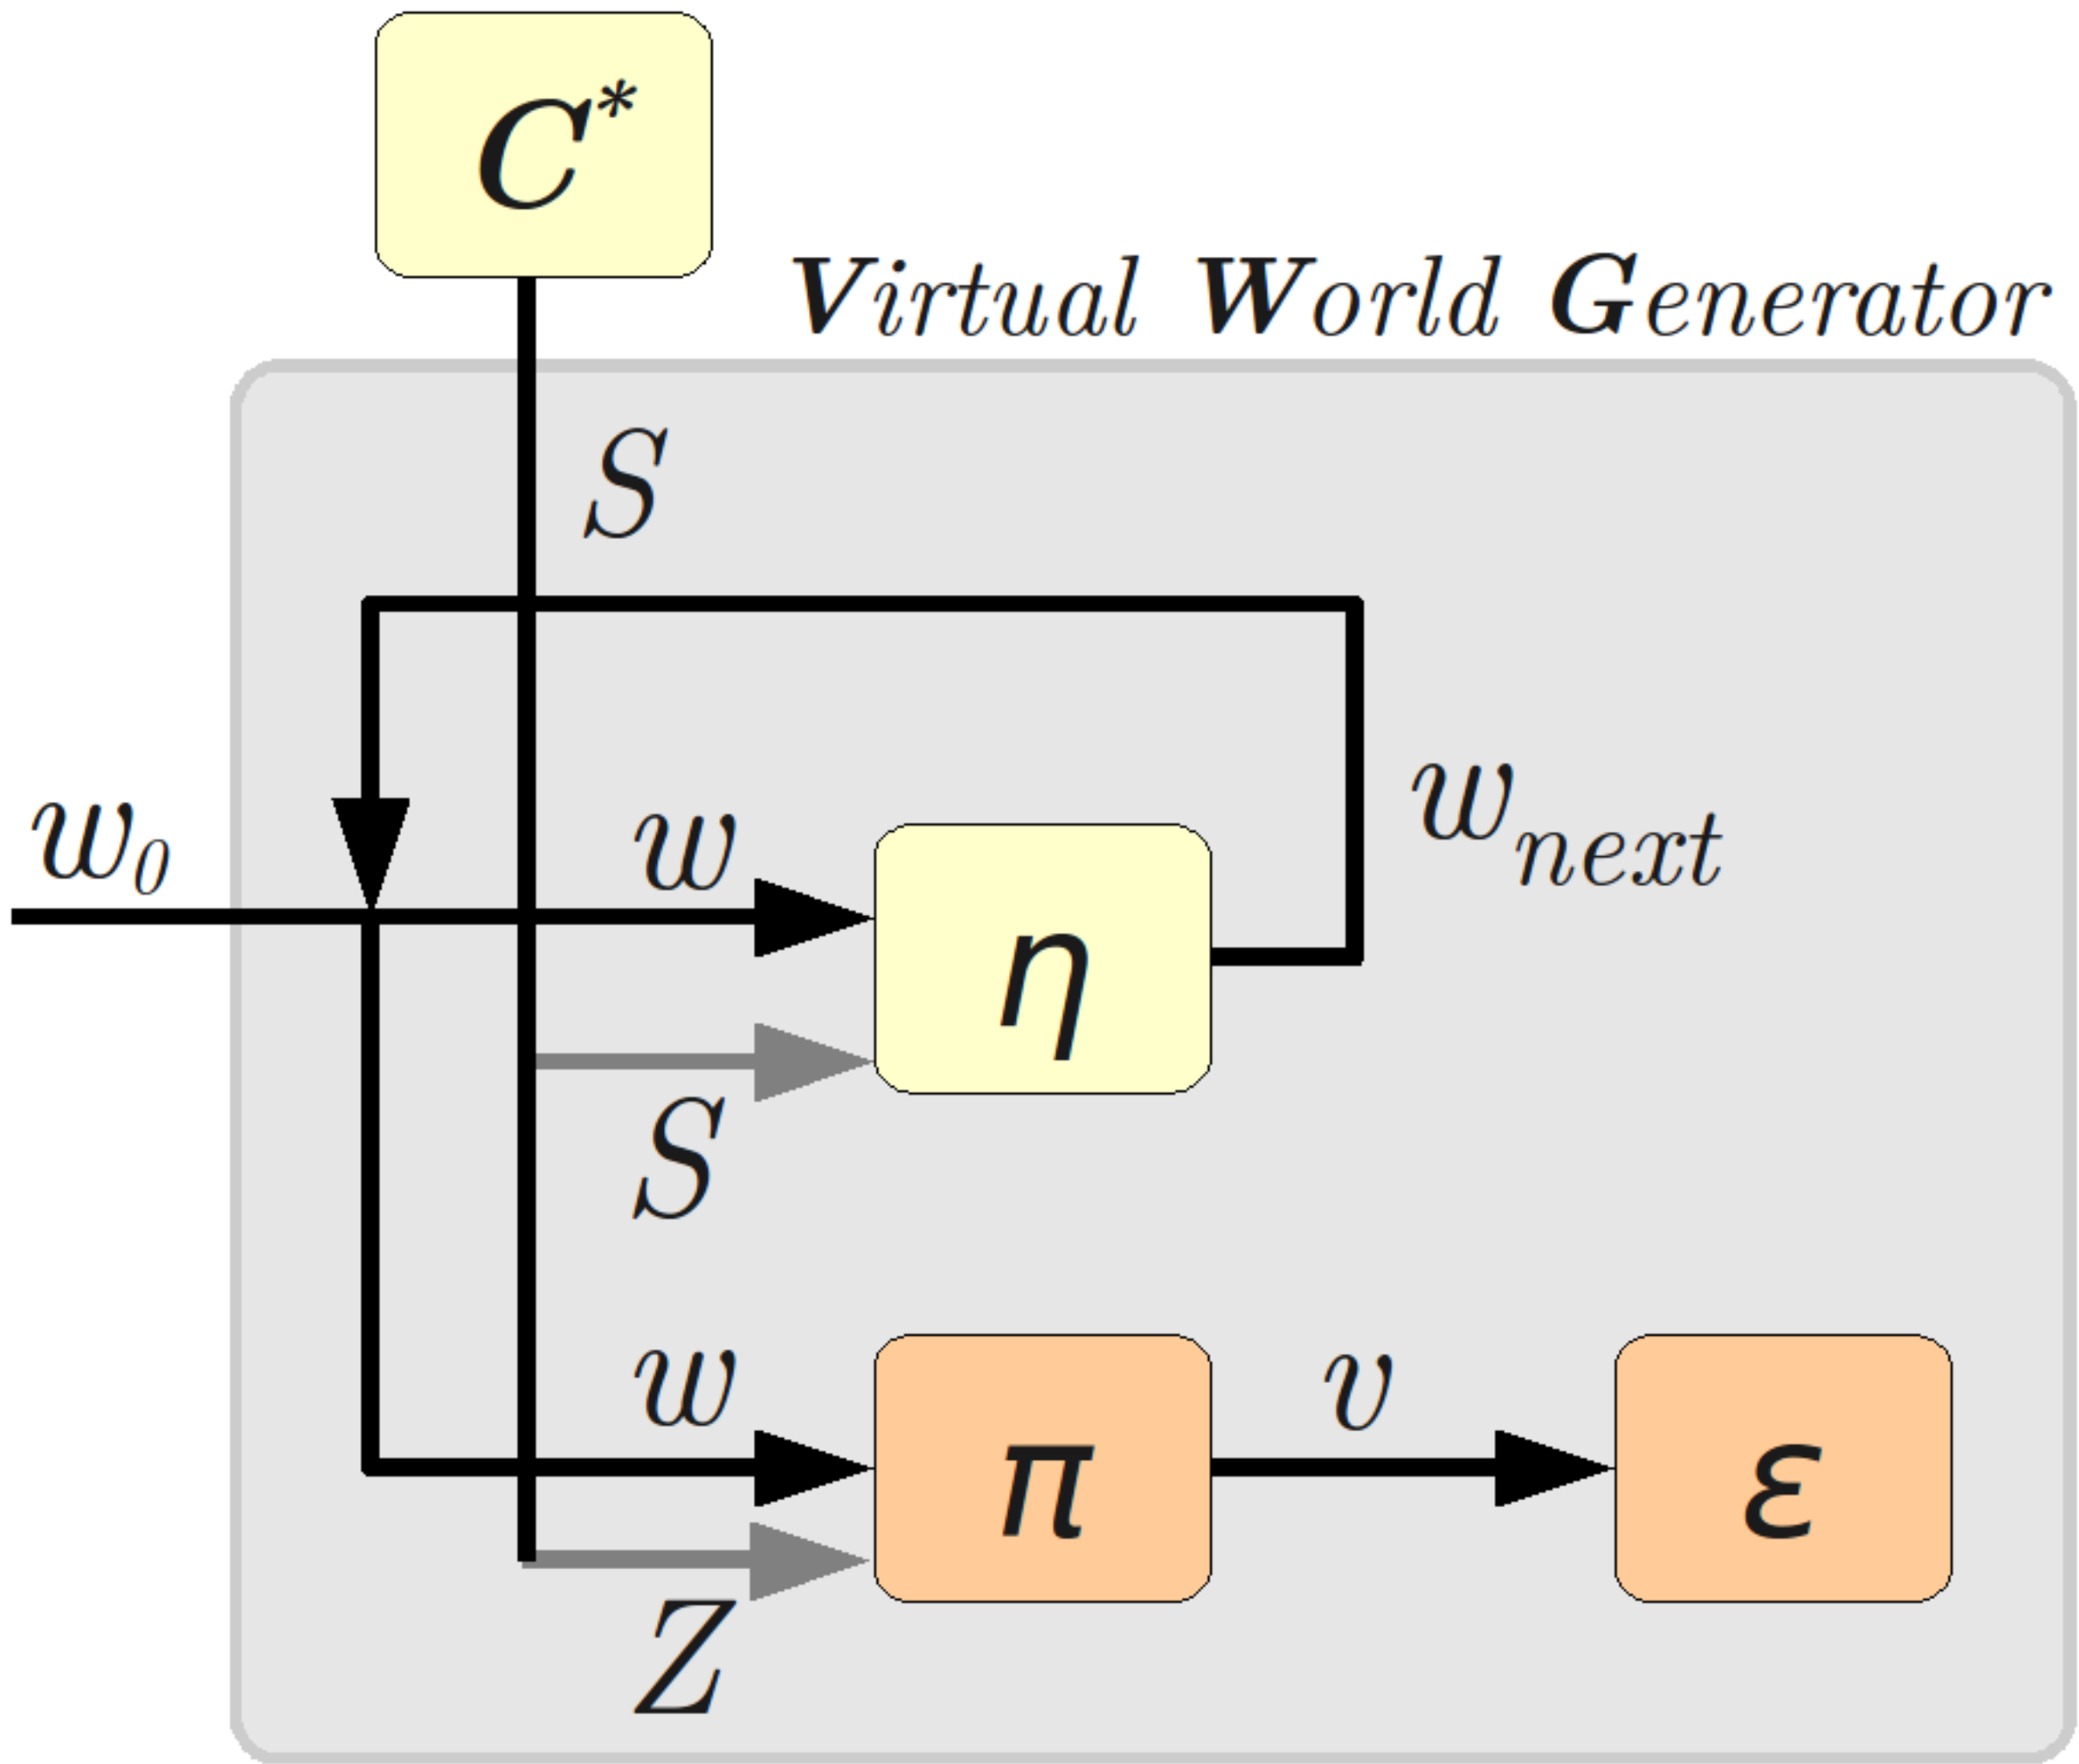 C*
Virtual World Generator
S
w₀
w
w_next
η
S
w
v
π
ε
Z